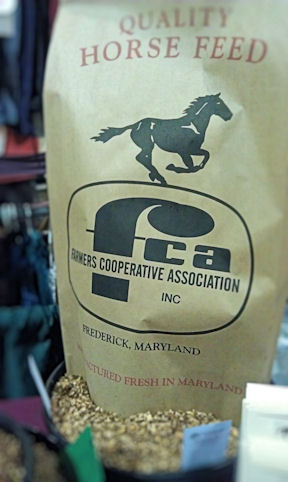 QUALITY
HORSE FEED
fca
FARMERS COOPERATIVE ASSOCIATION
INC
FREDERICK, MARYLAND
FRESH IN MARYLAND